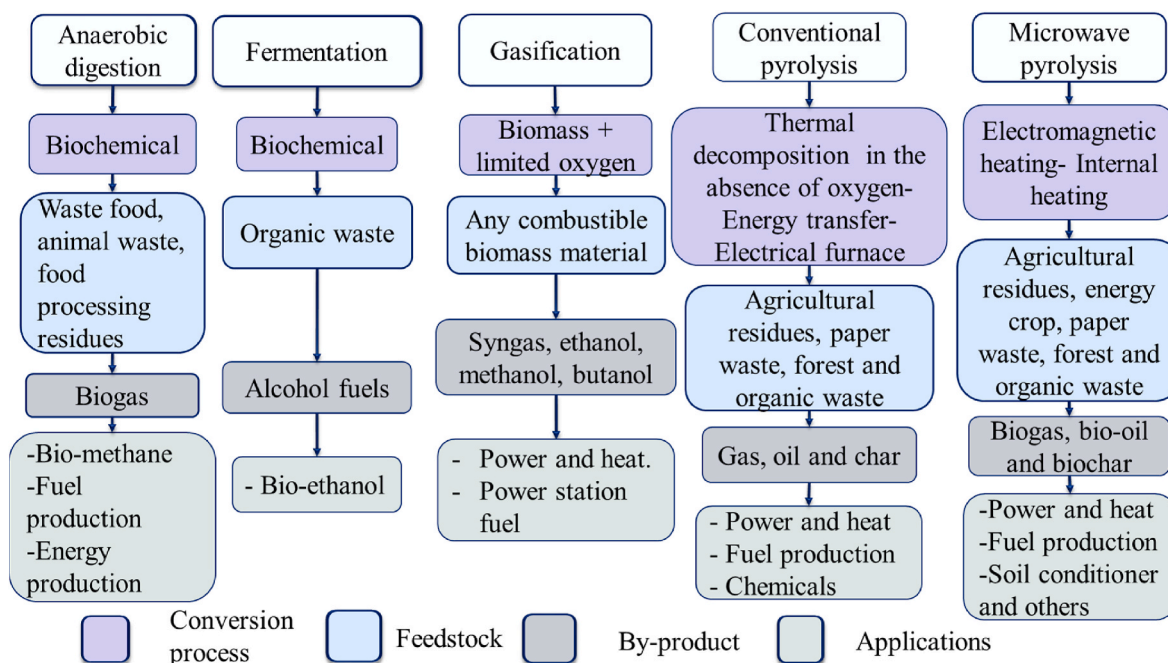 Anaerobic
digestion
Biochemical
Waste food,
animal waste,
food
processing
residues
Biogas
-Bio-methane
-Fuel
production
-Energy
production
Fermentation
Biochemical
Organic waste
Alcohol fuels
- Bio-ethanol
Gasification
Biomass +
limited oxygen
Any combustible
biomass material
Syngas, ethanol,
methanol, butanol
- Power and heat.
- Power station
fuel
Conventional
pyrolysis
Thermal
decomposition in the
absence of oxygen-
Energy transfer-
Electrical furnace
Agricultural
residues, paper
waste, forest and
organic waste
Gas, oil and char
- Power and heat
- Fuel production
- Chemicals
Microwave
pyrolysis
Electromagnetic
heating- Internal
heating
Agricultural
residues, energy
crop, paper
waste, forest and
organic waste
Biogas, bio-oil
and biochar
-Power and heat
-Fuel production
-Soil conditioner
and others
Conversion
process
Feedstock
By-product
Applications